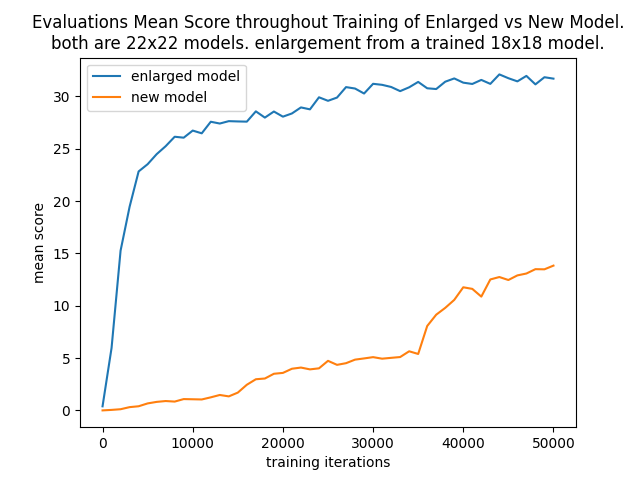 Evaluations Mean Score throughout Training of Enlarged vs New Model.
both are 22x22 models. enlargement from a trained 18x18 model.
enlarged model
new model
30
25
20
15
10
5
0
mean score
0 10000 20000 30000 40000 50000
training iterations